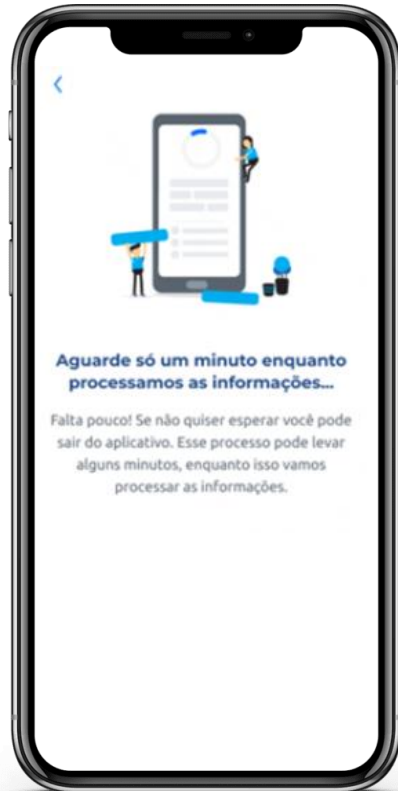 Aguarde só um minuto enquanto
processamos as informações...
Falta pouco! Se não quiser esperar você pode
sair do aplicativo. Esse processo pode levar
alguns minutos, enquanto isso vamos
processar as informações.